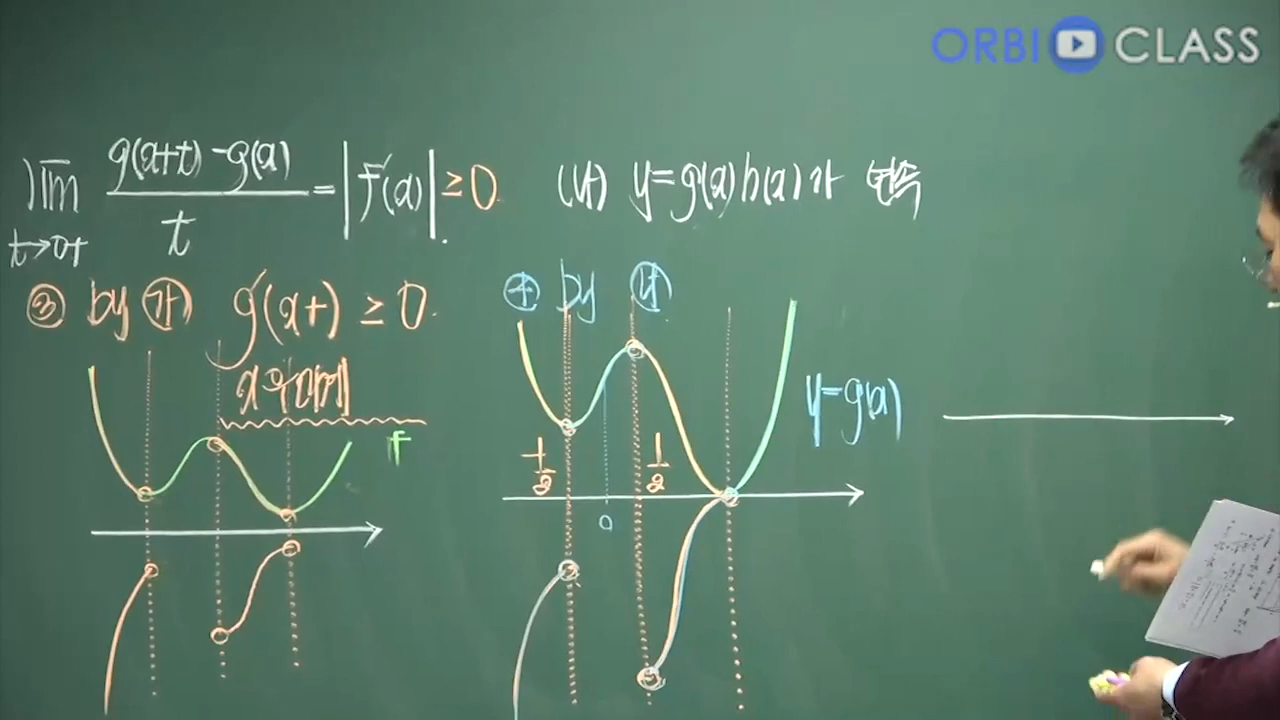 ORBI CLASS
lim t→0+ g(x+t)-g(x) / t = |f(x)| ≥ 0
(나) y=g(x)h(x)가 연속
③ by ㉮ g'(x+) ≥ 0
④ by ㉯
f
y=g(x)
-1/2
1/2
0